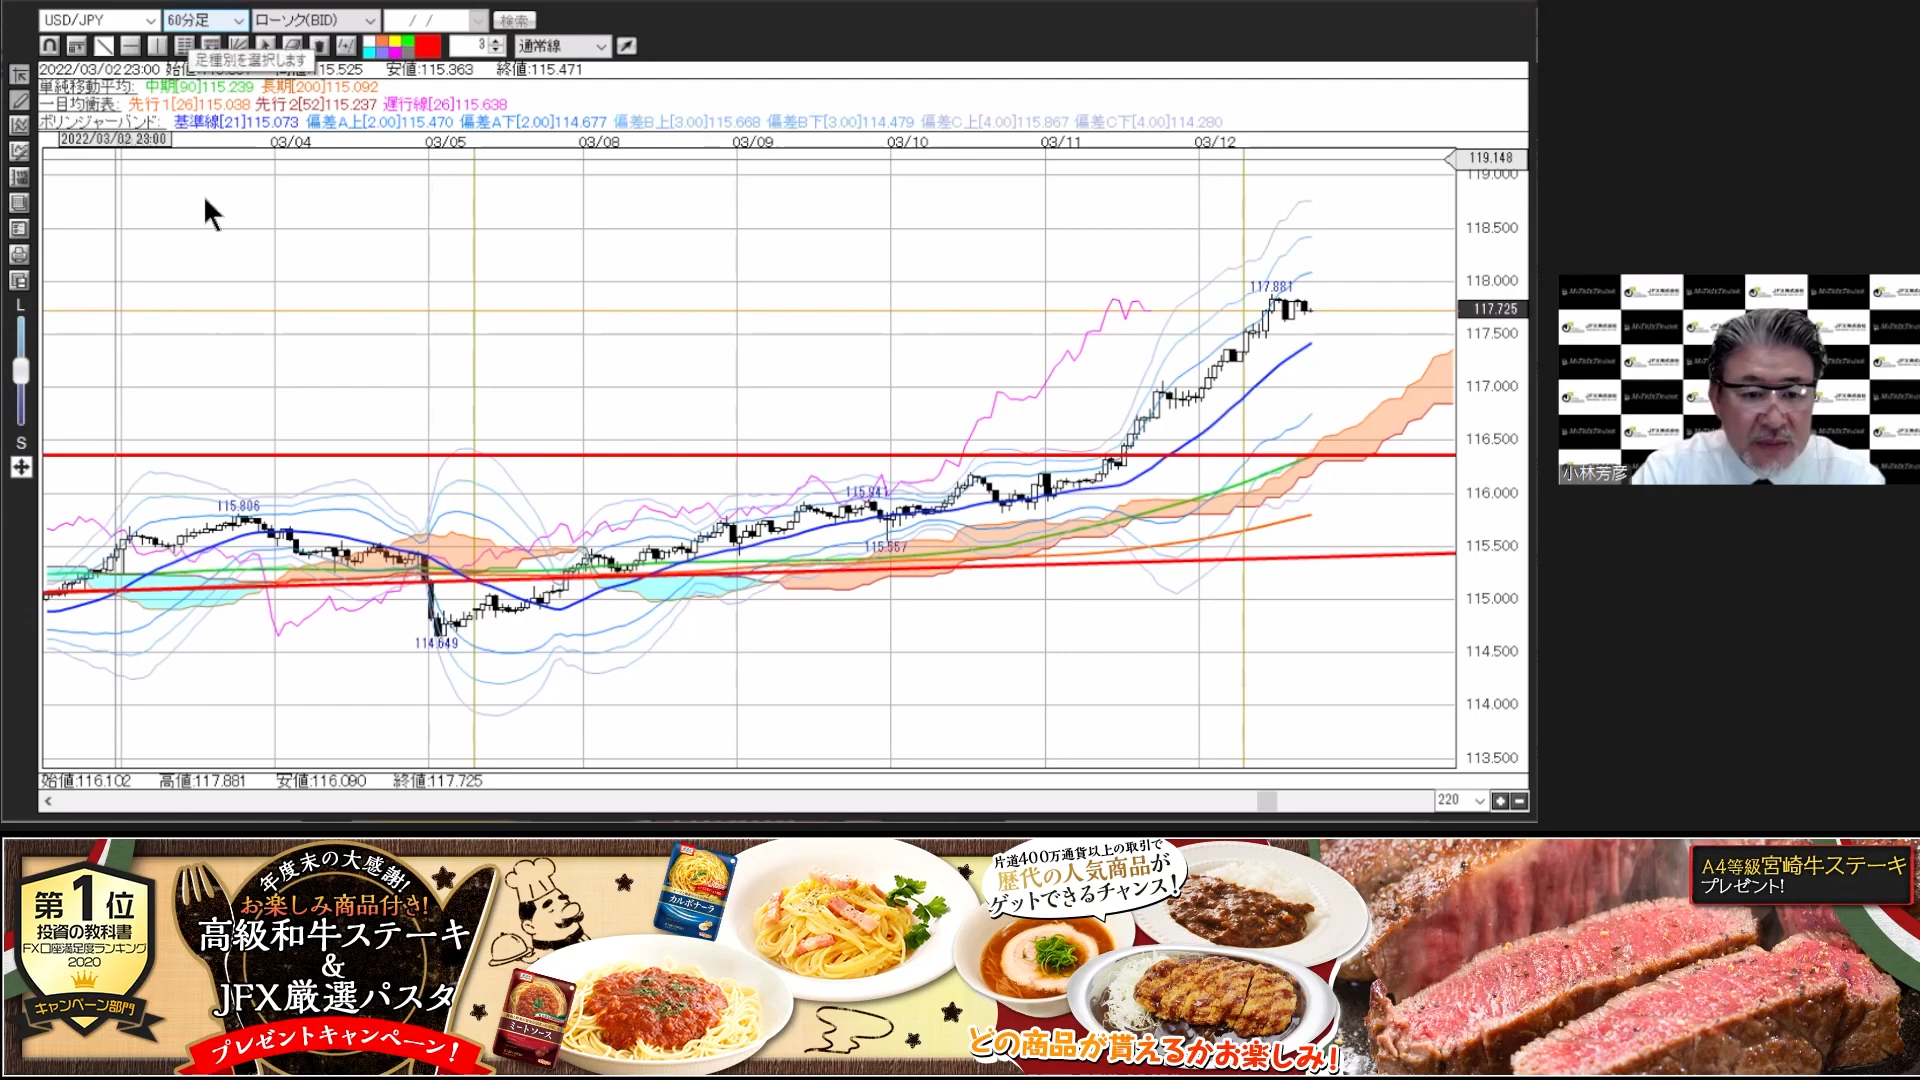 USD/JPY 60分足 ローソク(BID) / / 検索
3 通常線
足種別を選択します
2022/03/02 23:00 始値 115.525 安値:115.363 終値:115.471
単純移動平均: 中期[90]115.239 長期[200]115.092
一目均衡表: 先行1[26]115.038 先行2[52]115.237 遅行線[26]115.638
ボリンジャーバンド: 基準線[21]115.073 偏差A上[2.00]115.470 偏差A下[2.00]114.677 偏差B上[3.00]115.668 偏差B下[3.00]114.479 偏差C上[4.00]115.867 偏差C下[4.00]114.280
2022/03/02 23:00 03/04 03/05 03/08 03/09 03/10 03/11 03/12
119.148
119.000
118.500
118.000
117.881
117.725
117.500
117.000
116.500
116.000
115.941
115.806
115.557
115.500
115.000
114.649
114.500
114.000
113.500
L
S
始値:116.102 高値:117.881 安値:116.090 終値:117.725
220
小林芳彦
第1位
投資の教科書
FX口座満足度ランキング
2020
キャンペーン部門
年度末の大感謝!
お楽しみ商品付き!
高級和牛ステーキ
&
JFX厳選パスタ
プレゼントキャンペーン!
カルボナーラ
ミートソース
片道400万通貨以上の取引で
歴代の人気商品が
ゲットできるチャンス!
どの商品が貰えるかお楽しみ!
A4等級宮崎牛ステーキ
プレゼント!